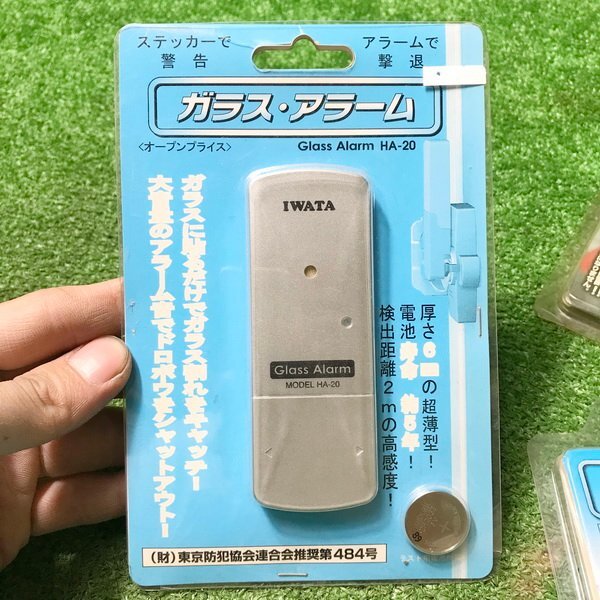 ステッカーで
警告
アラームで
撃退
ガラス・アラーム
〈オープンプライス〉
Glass Alarm HA-20
ガラスに貼るだけでガラス割れをキャッチー
大音量のアラーム音でドロボウをシャットアウトー
IWATA
Glass Alarm
MODEL HA-20
厚さ6mmの超薄型!
電池寿命 約5年!
検出距離2mの高感度!
(財)東京防犯協会連合会推奨第484号